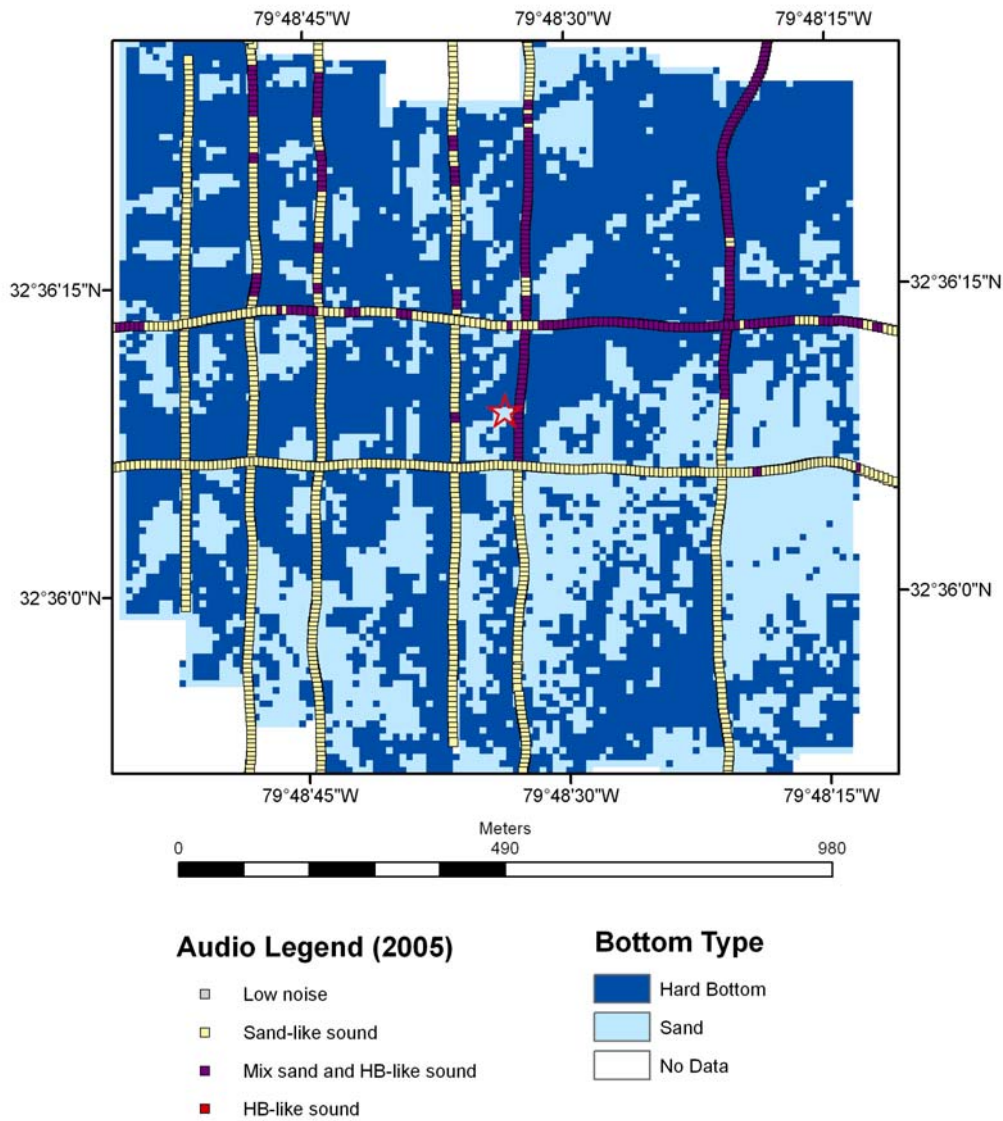 79°48'45"W 79°48'30"W 79°48'15"W
32°36'15"N 32°36'15"N
32°36'0"N 32°36'0"N
79°48'45"W 79°48'30"W 79°48'15"W
Meters
0 490 980
Audio Legend (2005)
Low noise
Sand-like sound
Mix sand and HB-like sound
HB-like sound
Bottom Type
Hard Bottom
Sand
No Data